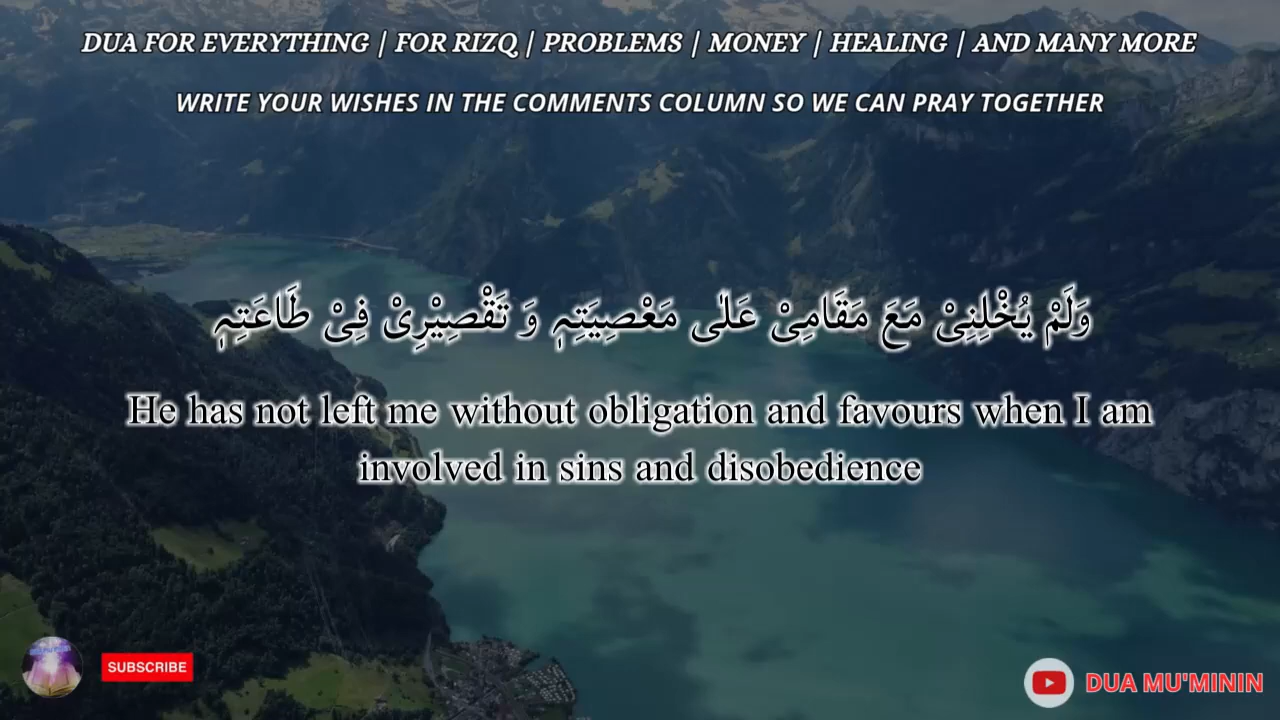 DUA FOR EVERYTHING | FOR RIZQ | PROBLEMS | MONEY | HEALING | AND MANY MORE
WRITE YOUR WISHES IN THE COMMENTS COLUMN SO WE CAN PRAY TOGETHER
وَلَمْ يُخْلِنِىْ مَعَ مَقَامِىْ عَلٰى مَعْصِيَتِهٖ وَ تَقْصِيْرِىْ فِىْ طَاعَتِهٖ
He has not left me without obligation and favours when I am
involved in sins and disobedience
SUBSCRIBE
DUA MU'MININ